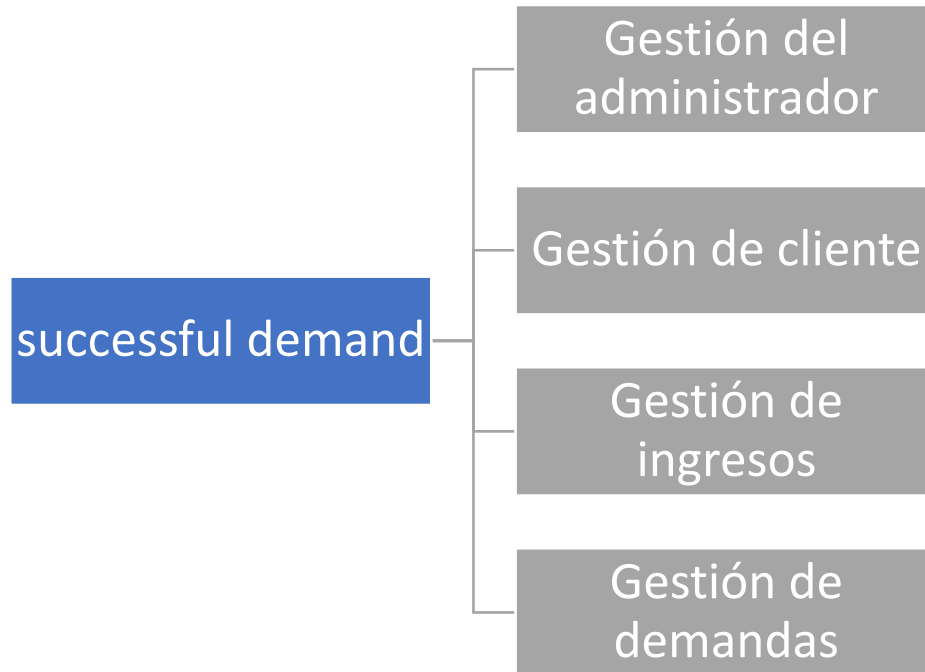 Gestión del
administrador
Gestión de cliente
successful demand
Gestión de
ingresos
Gestión de
demandas